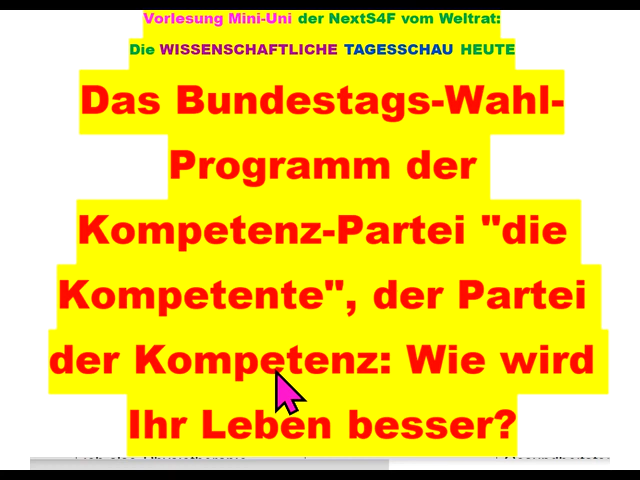 Vorlesung Mini-Uni der NextS4F vom Weltrat:
Die WISSENSCHAFTLICHE TAGESSCHAU HEUTE
Das Bundestags-Wahl-
Programm der
Kompetenz-Partei "die
Kompetente", der Partei
der Kompetenz: Wie wird
Ihr Leben besser?